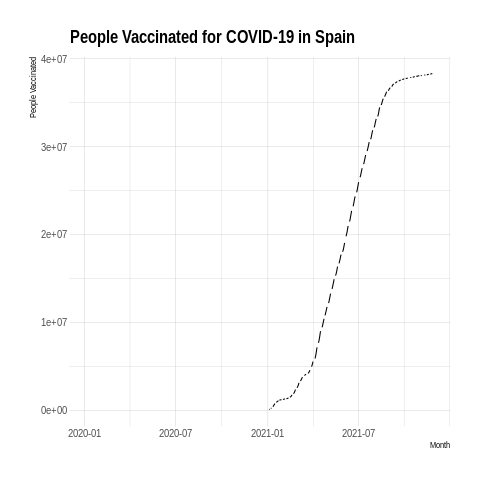 People Vaccinated for COVID-19 in Spain
People Vaccinated
4e+07
3e+07
2e+07
1e+07
0e+00
2020-01 2020-07 2021-01 2021-07
Month